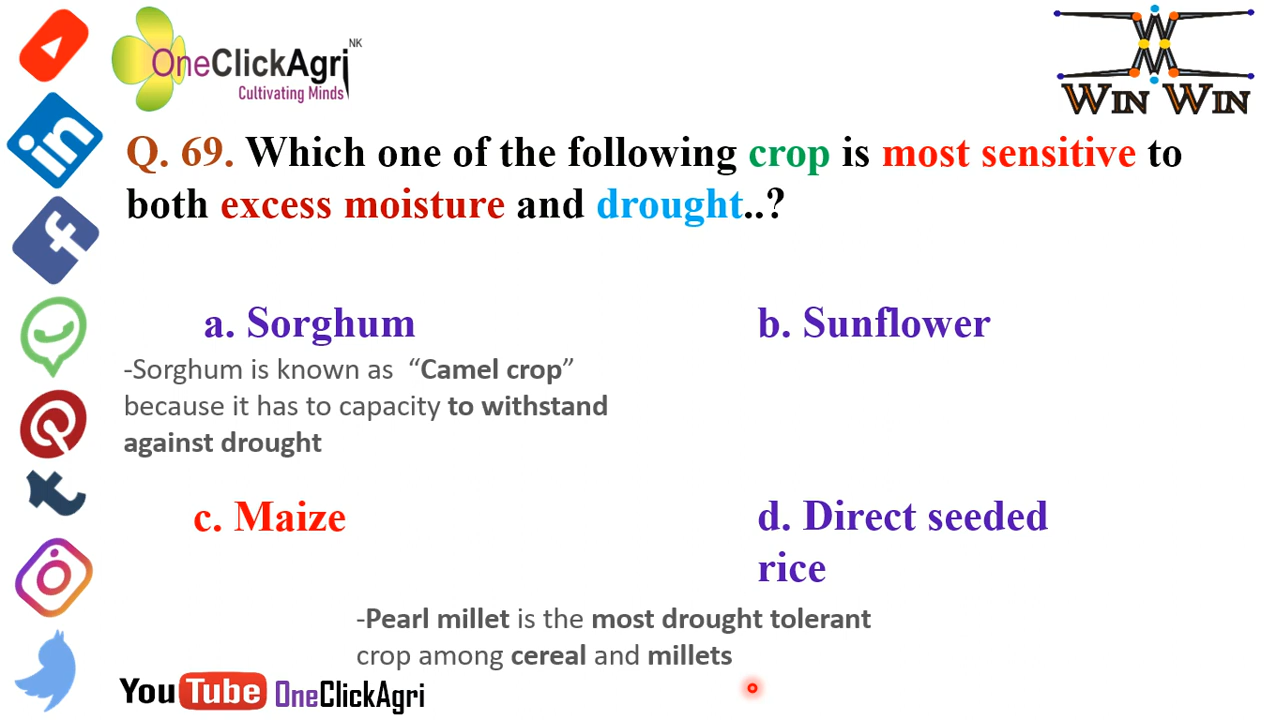 OneClickAgri NK
Cultivating Minds
WIN WIN
Q. 69. Which one of the following crop is most sensitive to
both excess moisture and drought..?
a. Sorghum
b. Sunflower
-Sorghum is known as “Camel crop”
because it has to capacity to withstand
against drought
c. Maize
d. Direct seeded
rice
-Pearl millet is the most drought tolerant
crop among cereal and millets
YouTube OneClickAgri